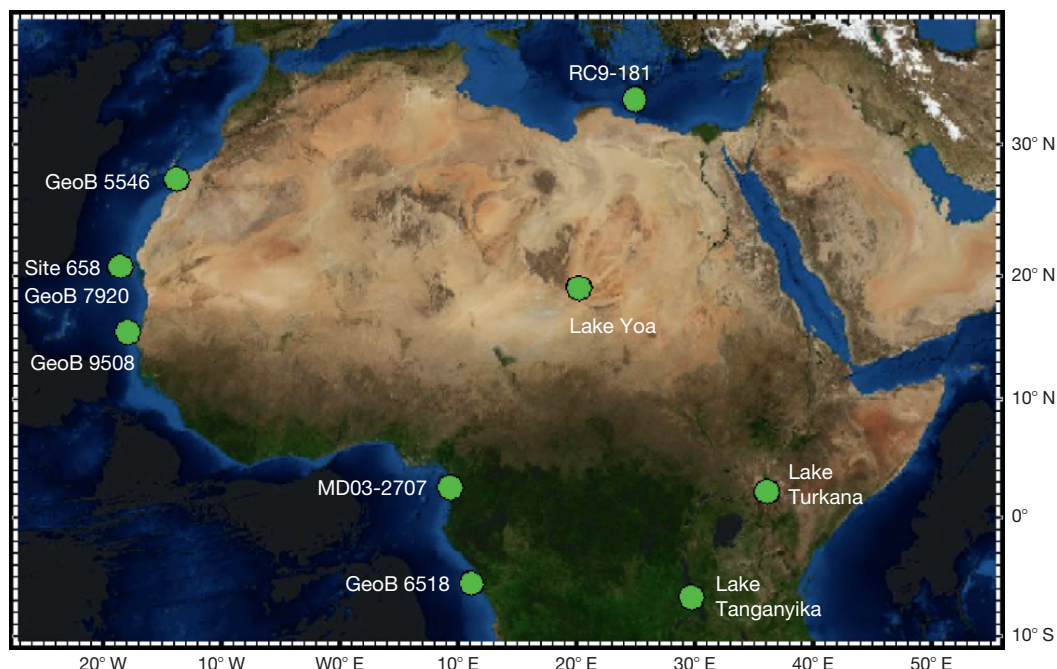 RC9-181
30° N
GeoB 5546
Site 658
20° N
GeoB 7920
Lake Yoa
GeoB 9508
10° N
Lake
Turkana
MD03-2707
0°
GeoB 6518
Lake
Tanganyika
10° S
20° W
10° W
W0° E
10° E
20° E
30° E
40° E
50° E